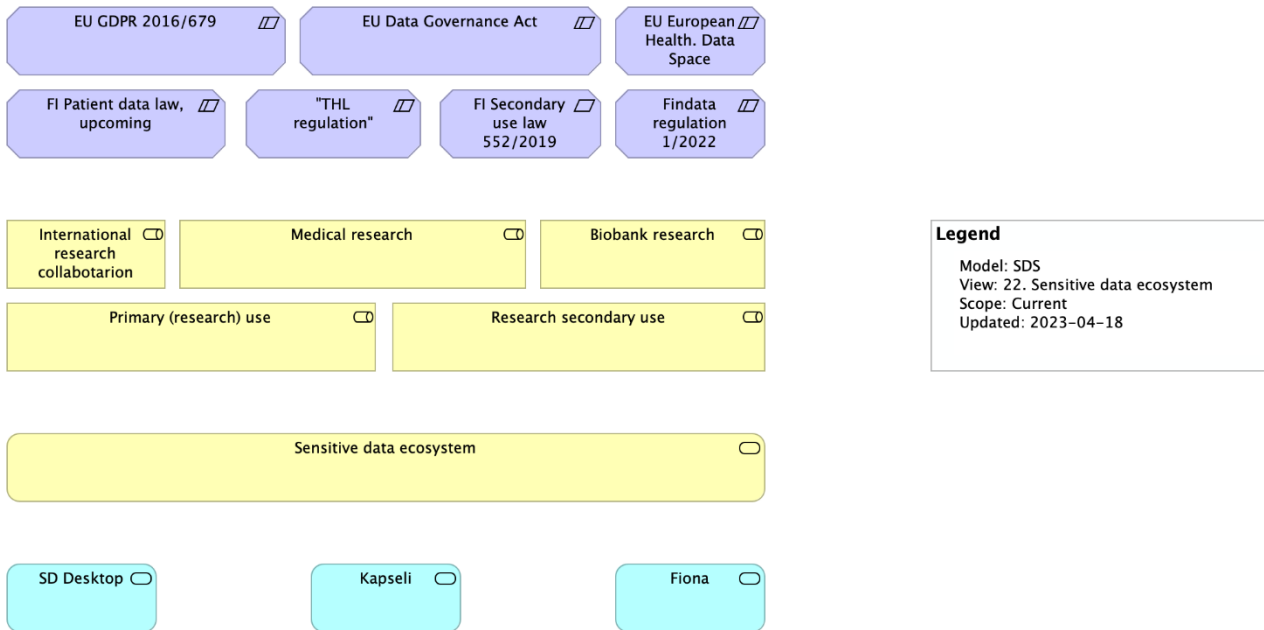 EU GDPR 2016/679
EU Data Governance Act
EU European
Health. Data
Space
FI Patient data law,
upcoming
"THL
regulation"
FI Secondary
use law
552/2019
Findata
regulation
1/2022
International
research
collabotarion
Medical research
Biobank research
Primary (research) use
Research secondary use
Legend
Model: SDS
View: 22. Sensitive data ecosystem
Scope: Current
Updated: 2023-04-18
Sensitive data ecosystem
SD Desktop
Kapseli
Fiona